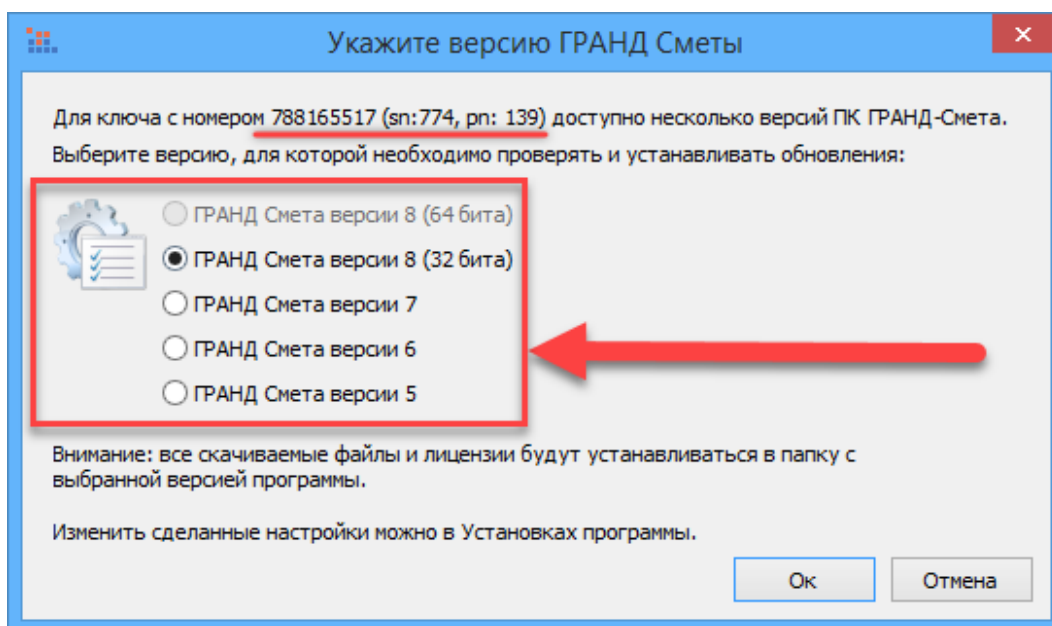 Укажите версию ГРАНД Сметы
Для ключа с номером 788165517 (sn:774, pn: 139) доступно несколько версий ПК ГРАНД-Смета.
Выберите версию, для которой необходимо проверять и устанавливать обновления:
ГРАНД Смета версии 8 (64 бита)
ГРАНД Смета версии 8 (32 бита)
ГРАНД Смета версии 7
ГРАНД Смета версии 6
ГРАНД Смета версии 5
Внимание: все скачиваемые файлы и лицензии будут устанавливаться в папку с
выбранной версией программы.
Изменить сделанные настройки можно в Установках программы.
Ок
Отмена